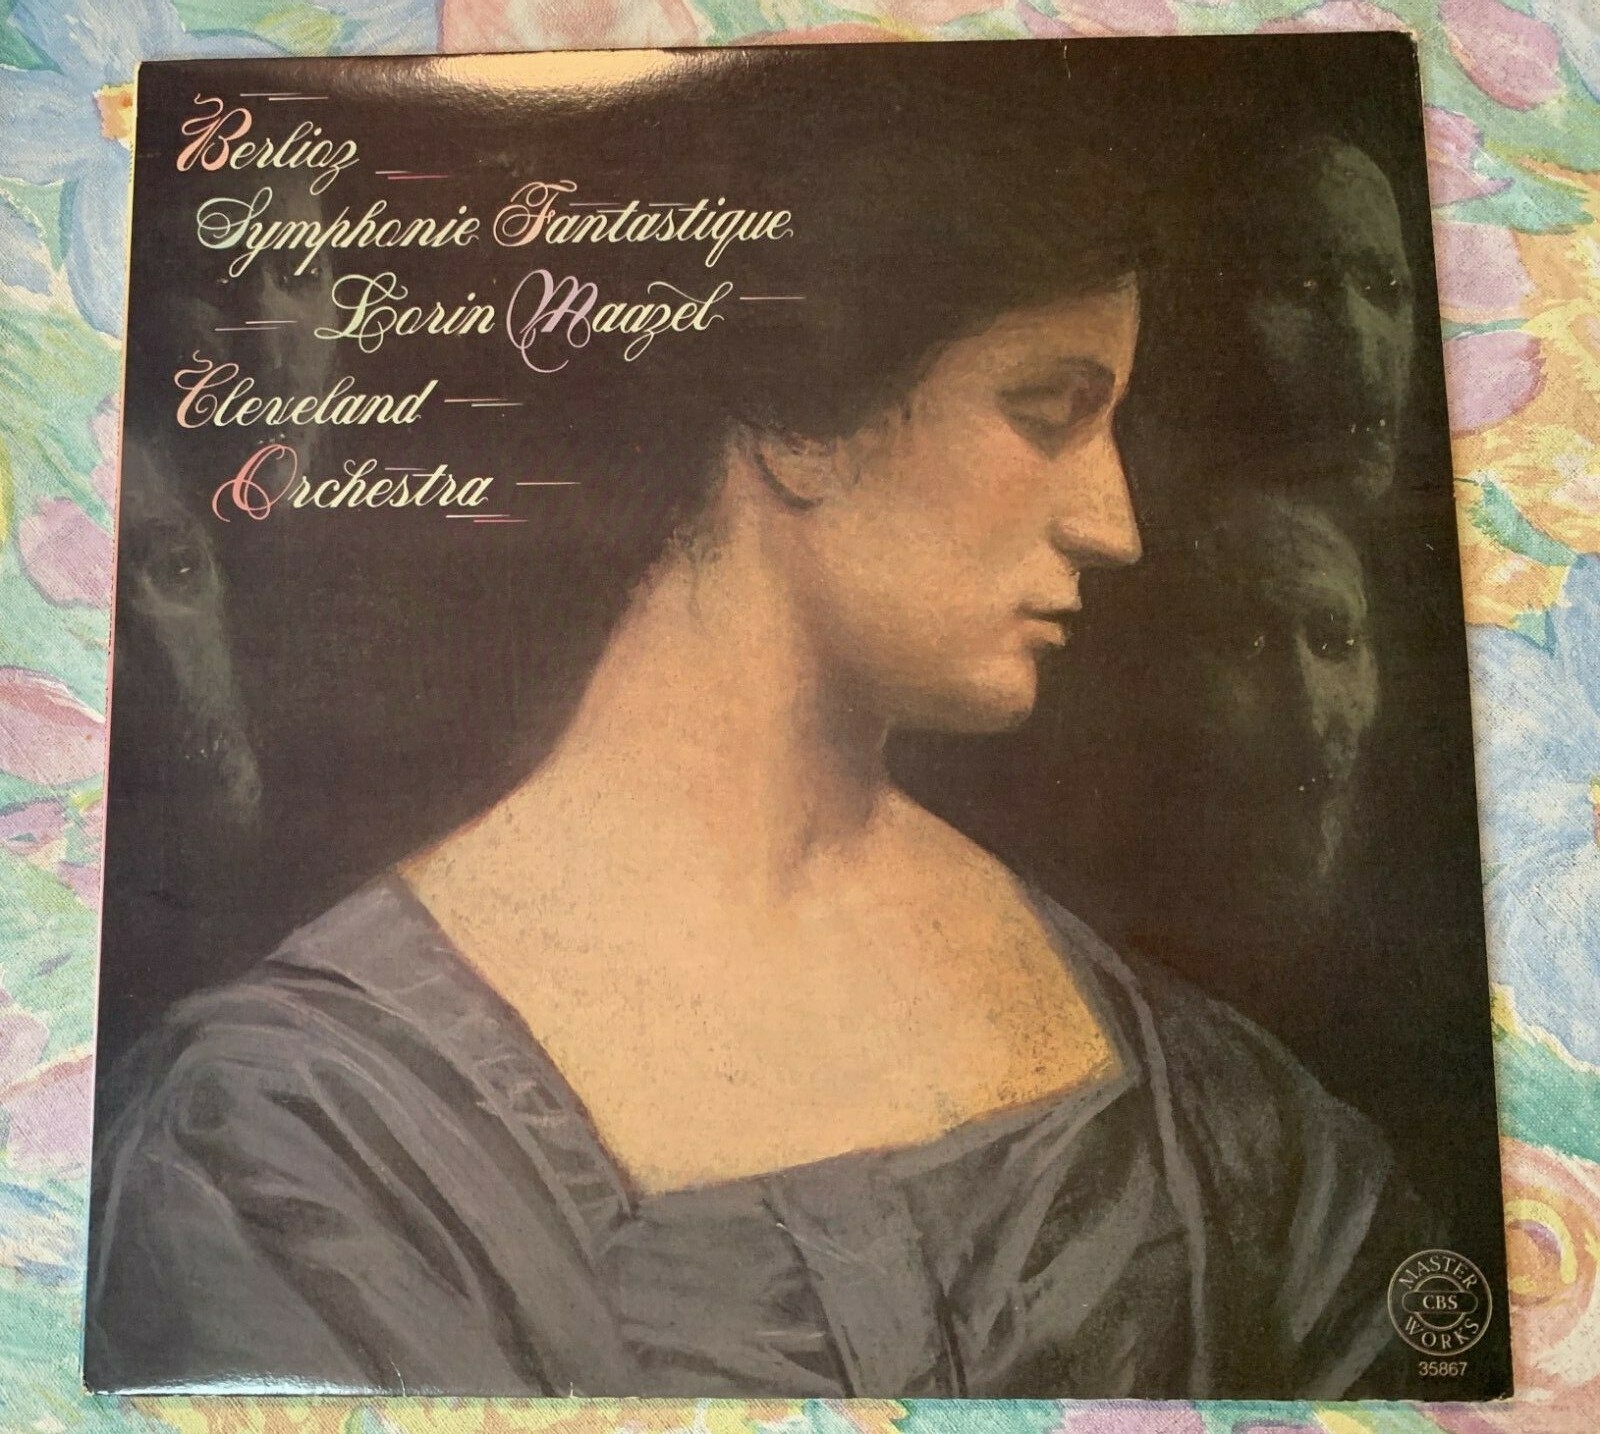 Berlioz
Symphonie Fantastique
Lorin Maazel
Cleveland
Orchestra
MASTER
CBS
WORKS
35867